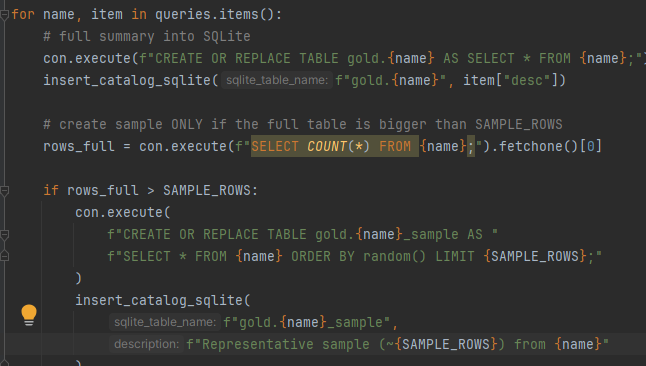 for name, item in queries.items():
# full summary into SQLite
con.execute(f"CREATE OR REPLACE TABLE gold.{name} AS SELECT * FROM {name};")
insert_catalog_sqlite( sqlite_table_name: f"gold.{name}", item["desc"])
# create sample ONLY if the full table is bigger than SAMPLE_ROWS
rows_full = con.execute(f"SELECT COUNT(*) FROM {name};").fetchone()[0]
if rows_full > SAMPLE_ROWS:
con.execute(
f"CREATE OR REPLACE TABLE gold.{name}_sample AS "
f"SELECT * FROM {name} ORDER BY random() LIMIT {SAMPLE_ROWS};"
)
insert_catalog_sqlite(
sqlite_table_name: f"gold.{name}_sample",
description: f"Representative sample (~{SAMPLE_ROWS}) from {name}"
)